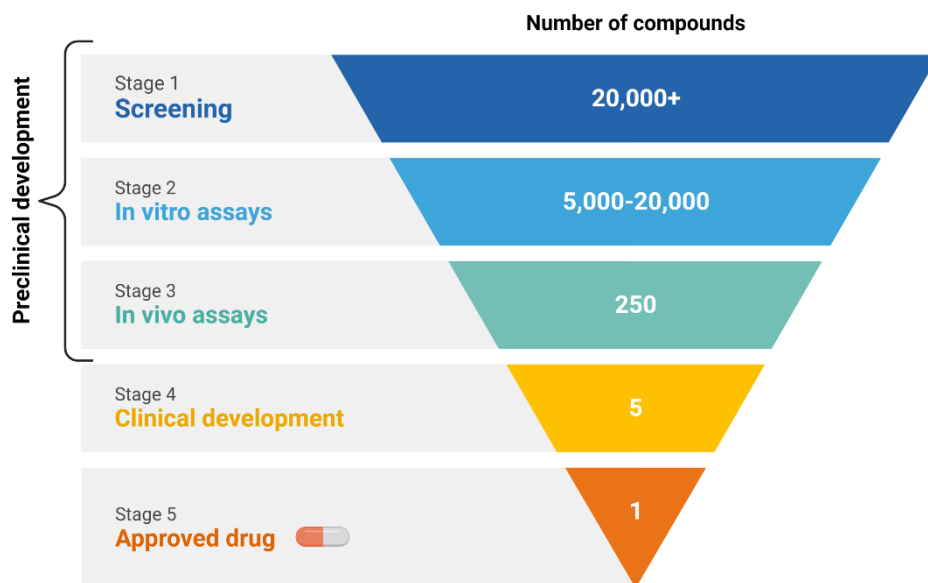 Number of compounds
Preclinical development
Stage 1
Screening
20,000+
Stage 2
In vitro assays
5,000-20,000
Stage 3
In vivo assays
250
Stage 4
Clinical development
5
Stage 5
Approved drug
1